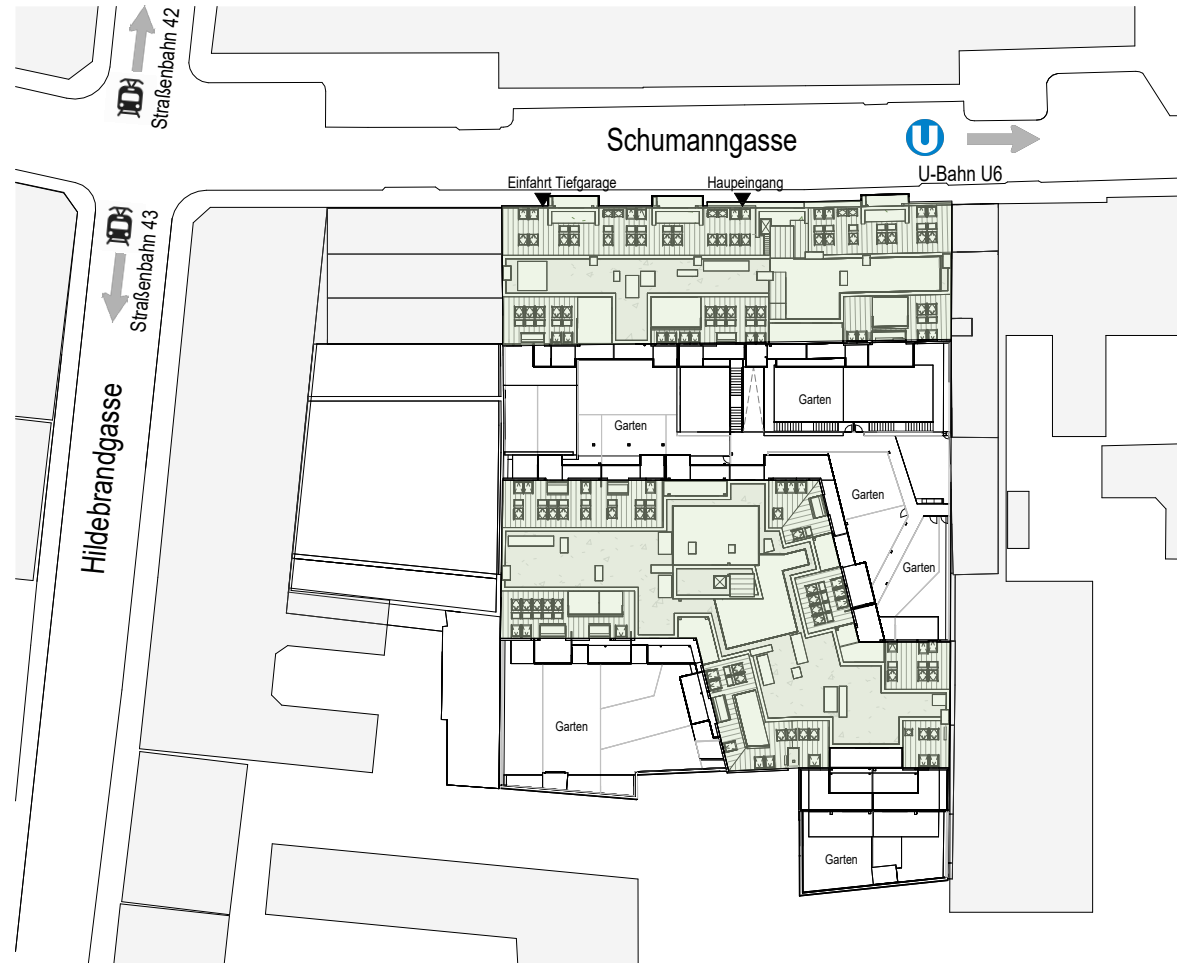 Straßenbahn 42
Schumanngasse
U
U-Bahn U6
Einfahrt Tiefgarage
Haupeingang
Straßenbahn 43
Hildebrandgasse
Garten
Garten
Garten
Garten
Garten
Garten